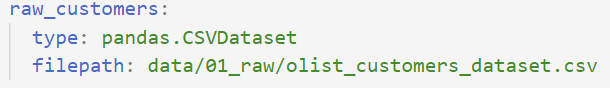 raw_customers:
  type: pandas.CSVDataset
  filepath: data/01_raw/olist_customers_dataset.csv